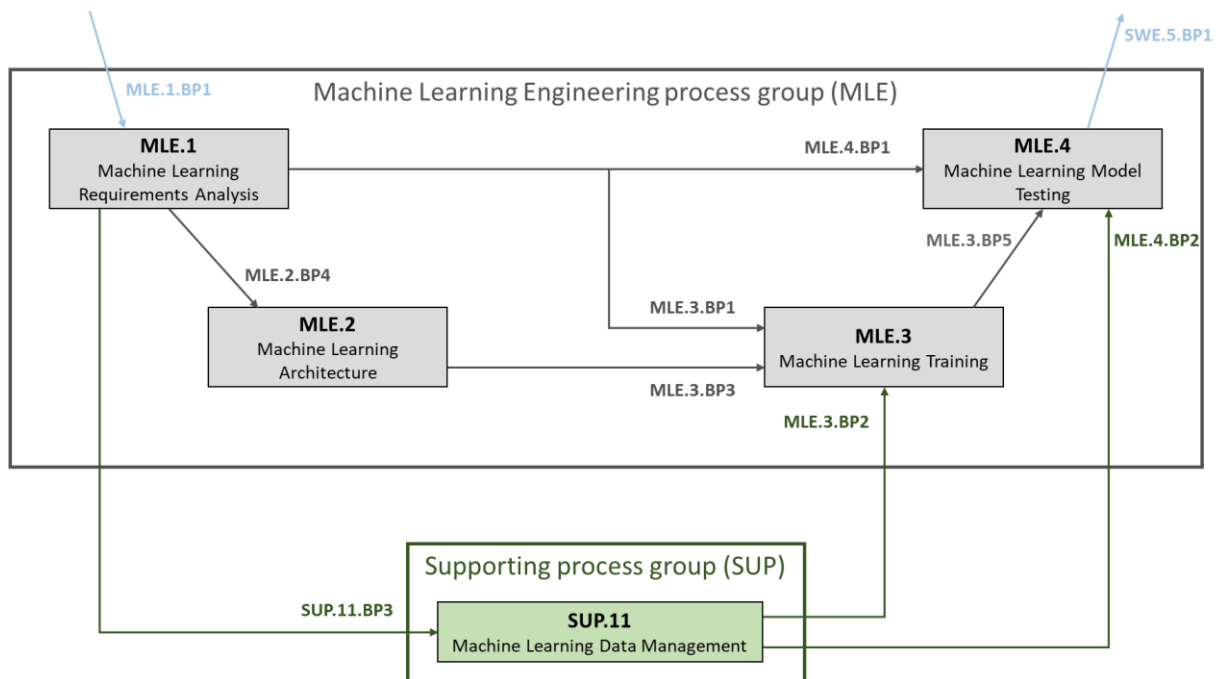 SWE.5.BP1
MLE.1.BP1
Machine Learning Engineering process group (MLE)
MLE.1
Machine Learning
Requirements Analysis
MLE.4.BP1
MLE.4
Machine Learning Model
Testing
MLE.2.BP4
MLE.3.BP5
MLE.4.BP2
MLE.2
Machine Learning
Architecture
MLE.3.BP1
MLE.3
Machine Learning Training
MLE.3.BP3
MLE.3.BP2
Supporting process group (SUP)
SUP.11.BP3
SUP.11
Machine Learning Data Management